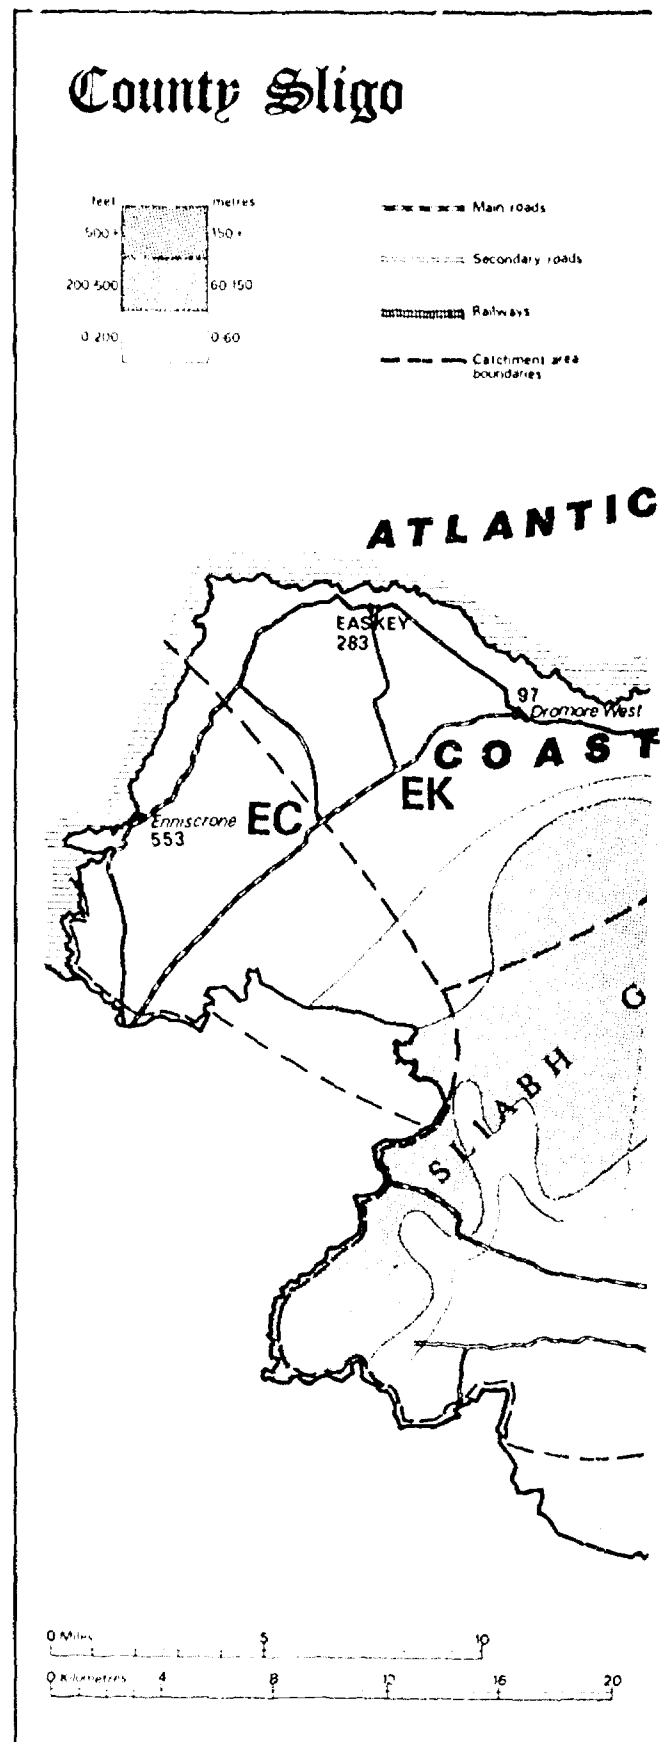 County Sligo
feet metres
500 + 150 +
200-500 60-150
0-200 0-60
Main roads
Secondary roads
Railways
Catchment area
boundaries
ATLANTIC
EASKEY
283
97
Dromore West
COAST
EK
EC
Enniscrone
553
G
SLIABH
0 Miles 5 10
0 Kilometres 4 8 12 16 20